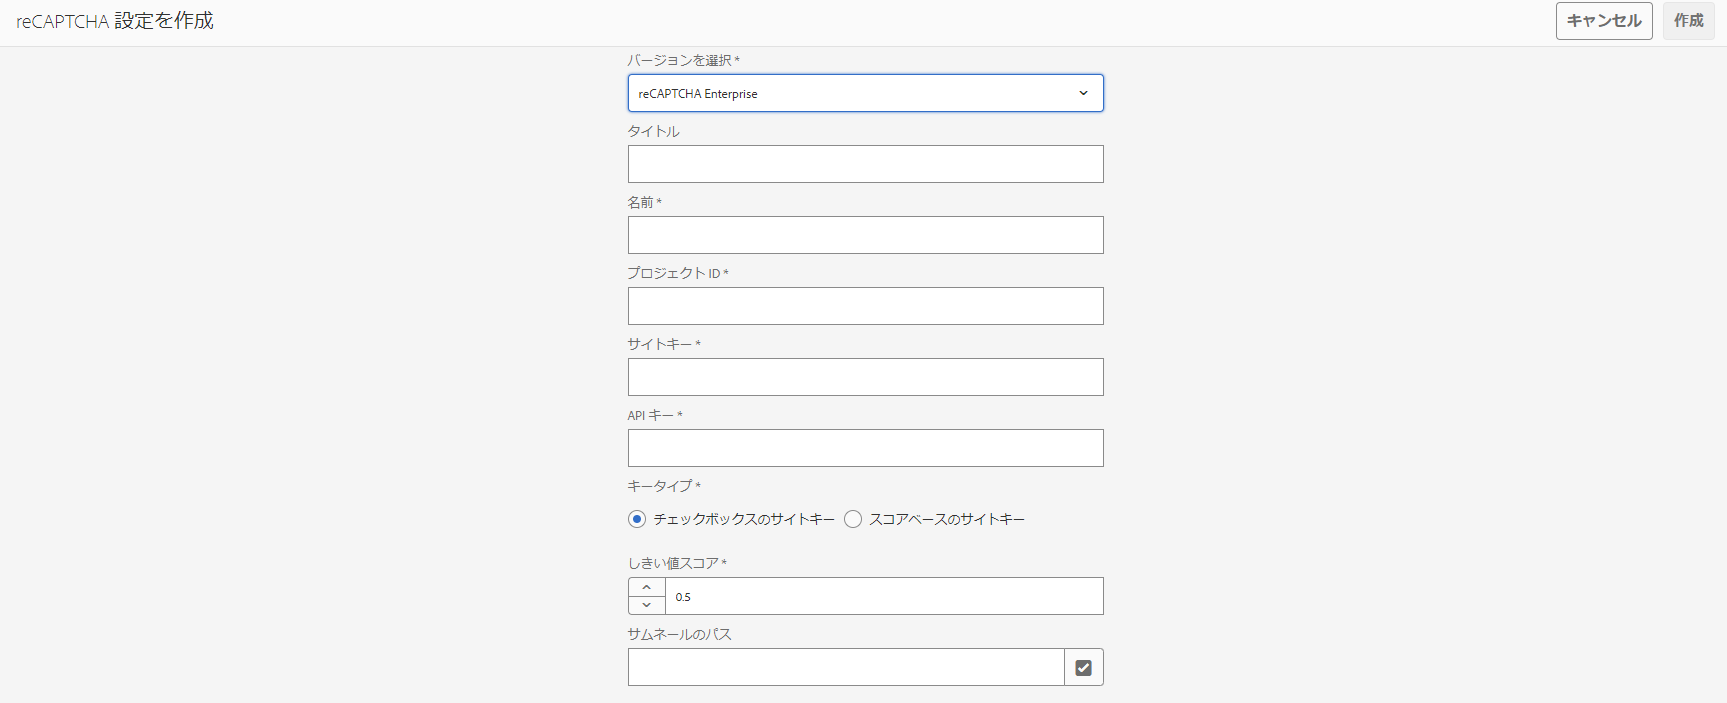 reCAPTCHA 設定を作成
キャンセル
作成
バージョンを選択 *
reCAPTCHA Enterprise
タイトル
名前 *
プロジェクト ID *
サイトキー *
API キー *
キータイプ *
チェックボックスのサイトキー スコアベースのサイトキー
しきい値スコア *
0.5
サムネールのパス